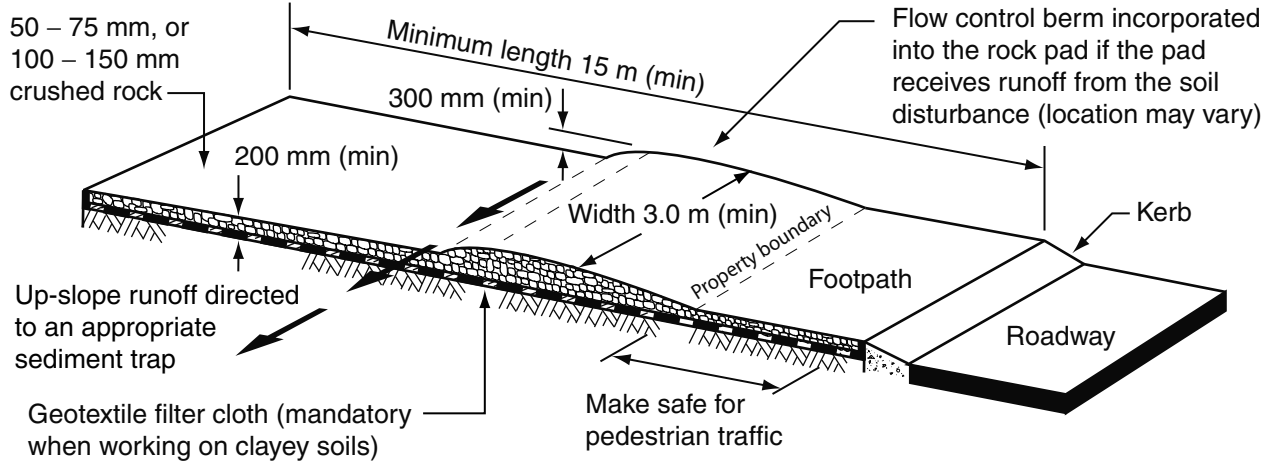 50 – 75 mm, or
100 – 150 mm
crushed rock
Minimum length 15 m (min)
Flow control berm incorporated
into the rock pad if the pad
receives runoff from the soil
disturbance (location may vary)
300 mm (min)
200 mm (min)
Width 3.0 m (min)
Property boundary
Kerb
Footpath
Roadway
Up-slope runoff directed
to an appropriate
sediment trap
Geotextile filter cloth (mandatory
when working on clayey soils)
Make safe for
pedestrian traffic